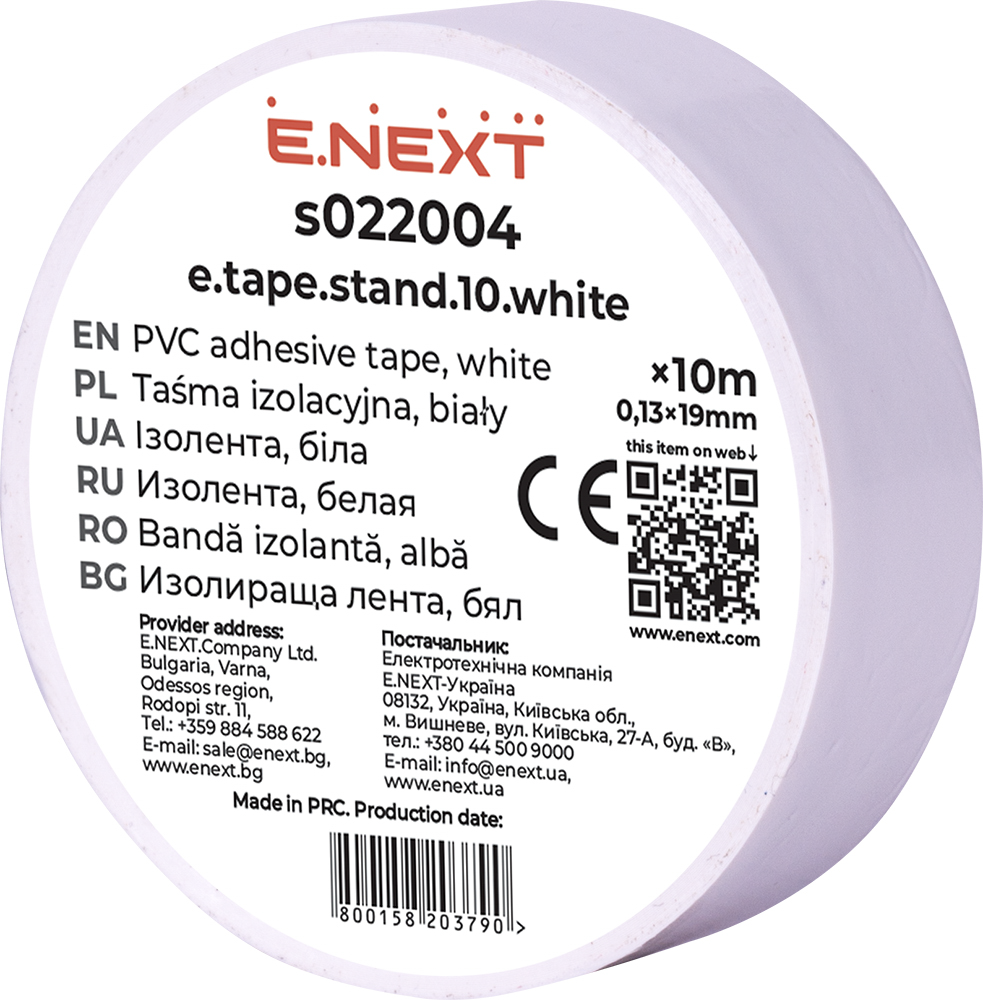 E.NEXT
s022004
e.tape.stand.10.white
EN PVC adhesive tape, white
PL Taśma izolacyjna, biały
UA Ізолента, біла
RU Изолента, белая
RO Bandă izolantă, albă
BG Изолираща лента, бял
×10m
0,13×19mm
this item on web↓
CE
www.enext.com
Provider address:
E.NEXT.Company Ltd.
Bulgaria, Varna,
Odessos region,
Rodopi str. 11,
Tel.: +359 884 588 622
E-mail: sale@enext.bg,
www.enext.bg
Постачальник:
Електротехнічна компанія
E.NEXT-Україна
08132, Україна, Київська обл.,
м. Вишневе, вул. Київська, 27-А, буд. «В»,
тел.: +380 44 500 9000
E-mail: info@enext.ua,
www.enext.ua
Made in PRC. Production date:
800158 203790 >